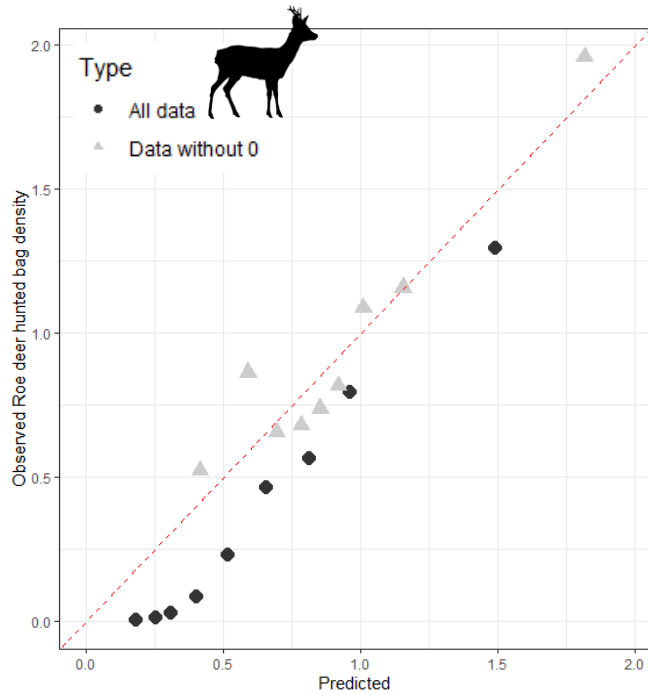 Type
All data
Data without 0
Observed Roe deer hunted bag density
2.0
1.5
1.0
0.5
0.0
0.0 0.5 1.0 1.5 2.0
Predicted